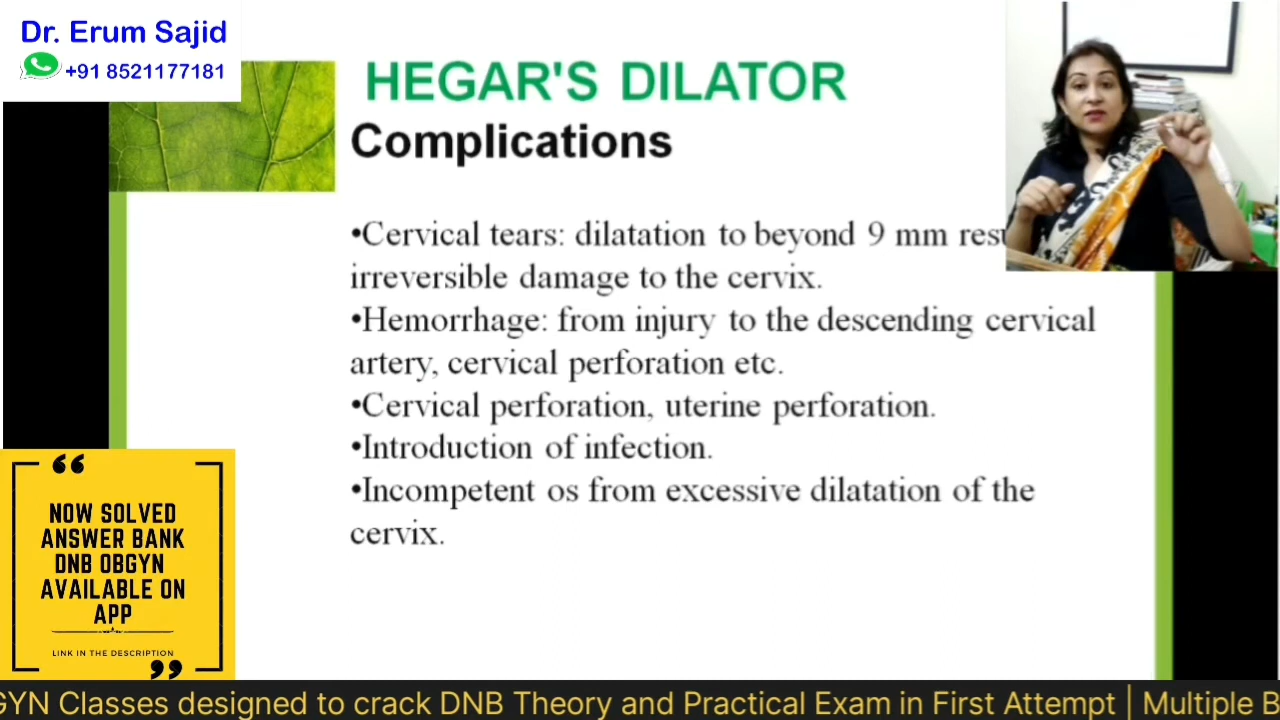 Dr. Erum Sajid
+91 8521177181
HEGAR'S DILATOR
Complications
•Cervical tears: dilatation to beyond 9 mm
irreversible damage to the cervix.
•Hemorrhage: from injury to the descending cervical
artery, cervical perforation etc.
•Cervical perforation, uterine perforation.
•Introduction of infection.
•Incompetent os from excessive dilatation of the
cervix.
NOW SOLVED
ANSWER BANK
DNB OBGYN
AVAILABLE ON
APP
LINK IN THE DESCRIPTION
GYN Classes designed to crack DNB Theory and Practical Exam in First Attempt | Multiple B